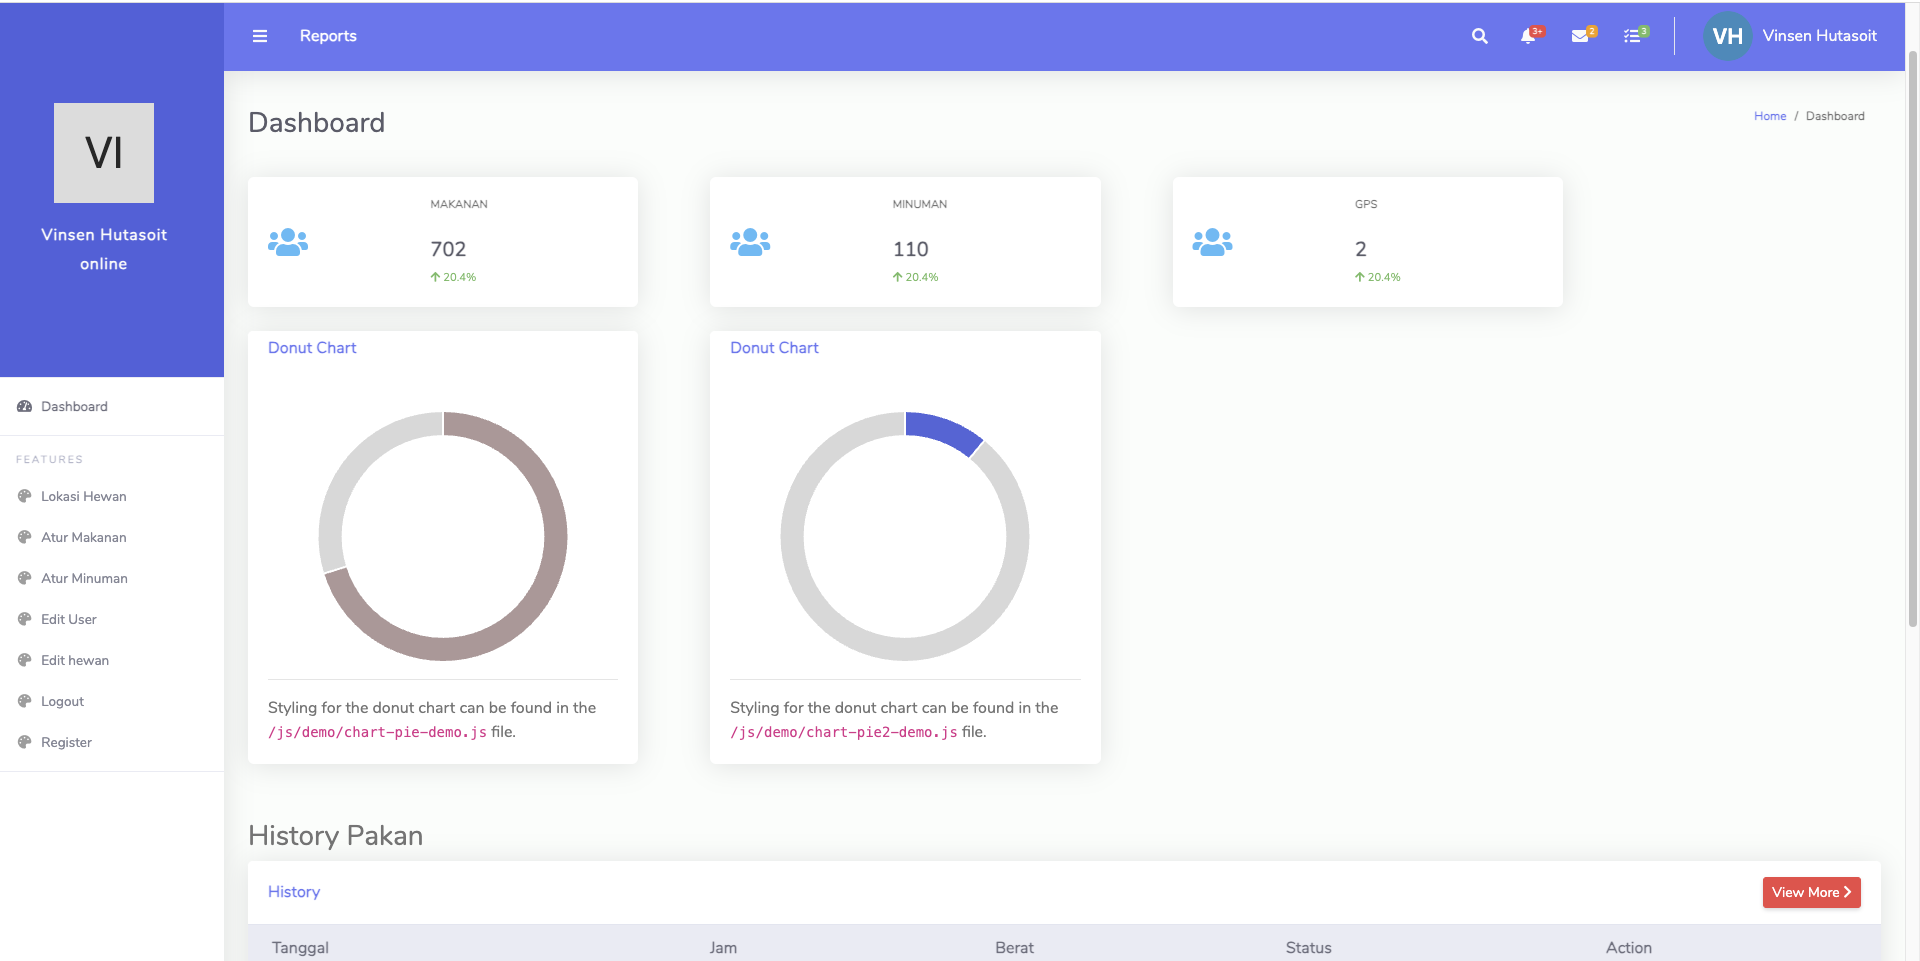 Reports
3+
2
3
VH
Vinsen Hutasoit
VI
Vinsen Hutasoit
online
Dashboard
FEATURES
Lokasi Hewan
Atur Makanan
Atur Minuman
Edit User
Edit hewan
Logout
Register
Dashboard
Home / Dashboard
MAKANAN
702
20.4%
MINUMAN
110
20.4%
GPS
2
20.4%
Donut Chart
Styling for the donut chart can be found in the
/js/demo/chart-pie-demo.js file.
Donut Chart
Styling for the donut chart can be found in the
/js/demo/chart-pie2-demo.js file.
History Pakan
History
View More
Tanggal Jam Berat Status Action